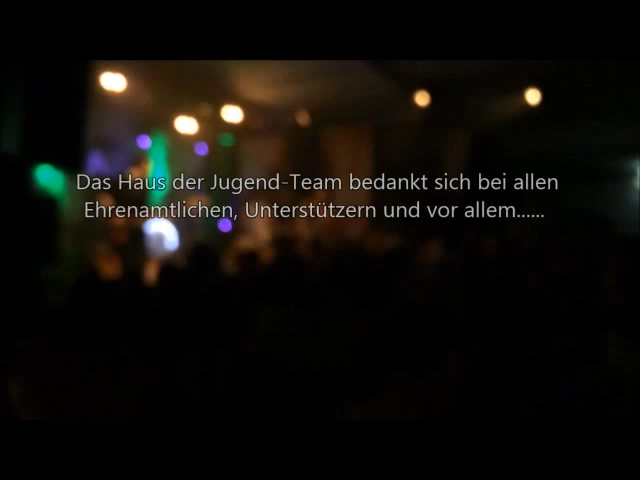 Das Haus der Jugend-Team bedankt sich bei allen
Ehrenamtlichen, Unterstützern und vor allem......